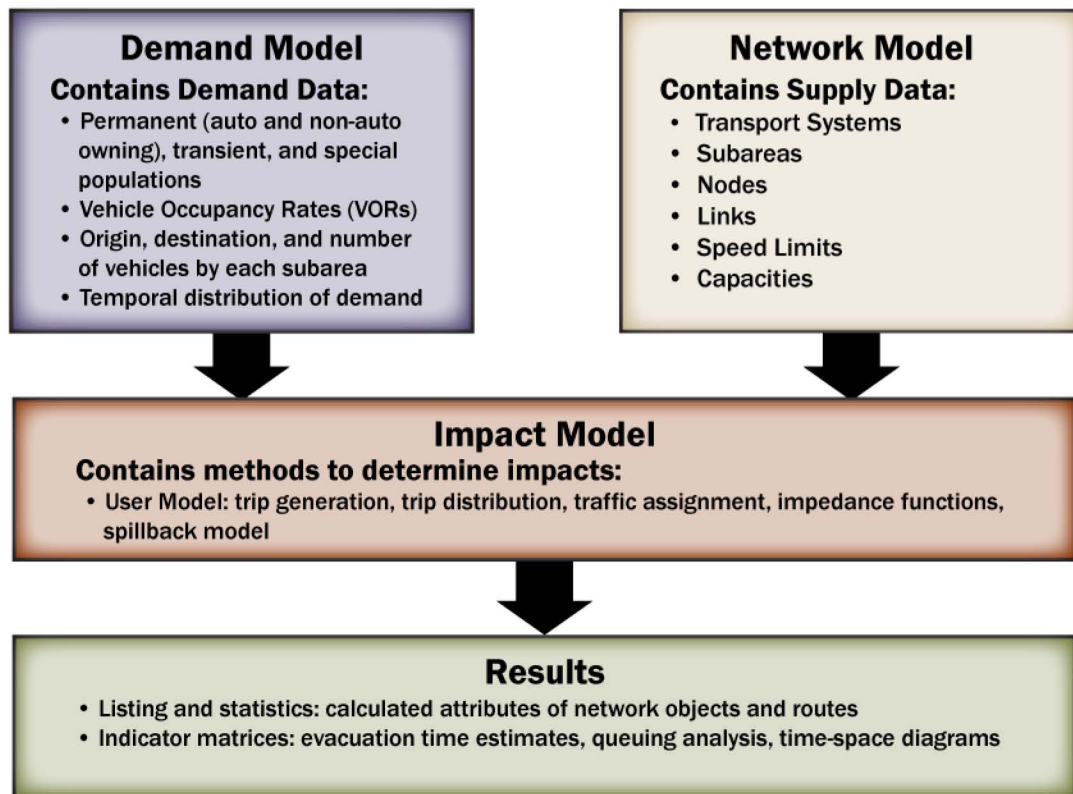 Demand Model
Contains Demand Data:
• Permanent (auto and non-auto
owning), transient, and special
populations
• Vehicle Occupancy Rates (VORs)
• Origin, destination, and number
of vehicles by each subarea
• Temporal distribution of demand
Network Model
Contains Supply Data:
• Transport Systems
• Subareas
• Nodes
• Links
• Speed Limits
• Capacities
Impact Model
Contains methods to determine impacts:
• User Model: trip generation, trip distribution, traffic assignment, impedance functions,
spillback model
Results
• Listing and statistics: calculated attributes of network objects and routes
• Indicator matrices: evacuation time estimates, queuing analysis, time-space diagrams